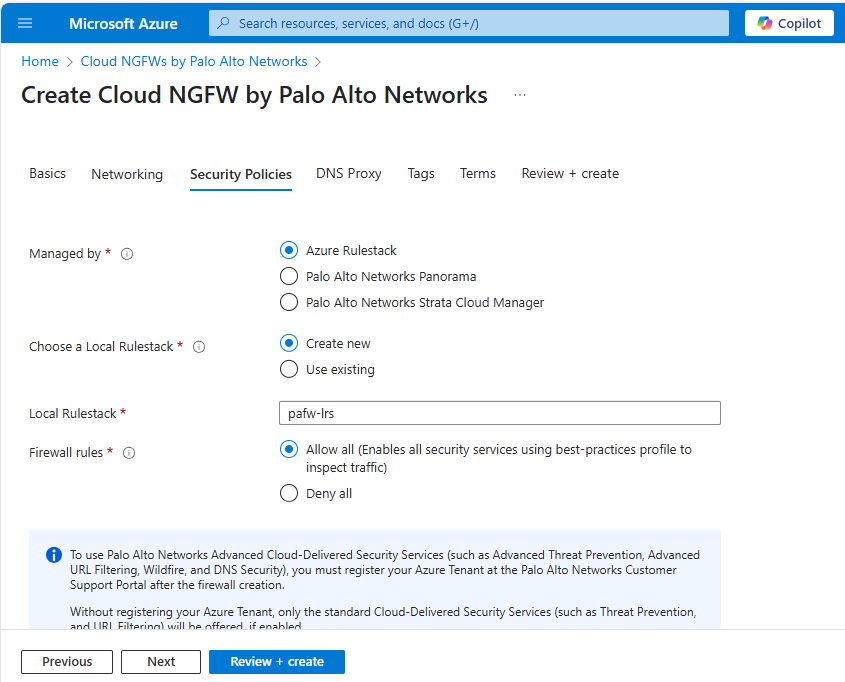 Microsoft Azure
Search resources, services, and docs (G+/)
Copilot
Home > Cloud NGFWs by Palo Alto Networks >
Create Cloud NGFW by Palo Alto Networks ...
Basics Networking Security Policies DNS Proxy Tags Terms Review + create
Managed by *
Azure Rulestack
Palo Alto Networks Panorama
Palo Alto Networks Strata Cloud Manager
Choose a Local Rulestack *
Create new
Use existing
Local Rulestack *
pafw-lrs
Firewall rules *
Allow all (Enables all security services using best-practices profile to
inspect traffic)
Deny all
To use Palo Alto Networks Advanced Cloud-Delivered Security Services (such as Advanced Threat Prevention, Advanced
URL Filtering, Wildfire, and DNS Security), you must register your Azure Tenant at the Palo Alto Networks Customer
Support Portal after the firewall creation.
Without registering your Azure Tenant, only the standard Cloud-Delivered Security Services (such as Threat Prevention,
and URL Filtering) will be offered, if enabled
Previous Next Review + create